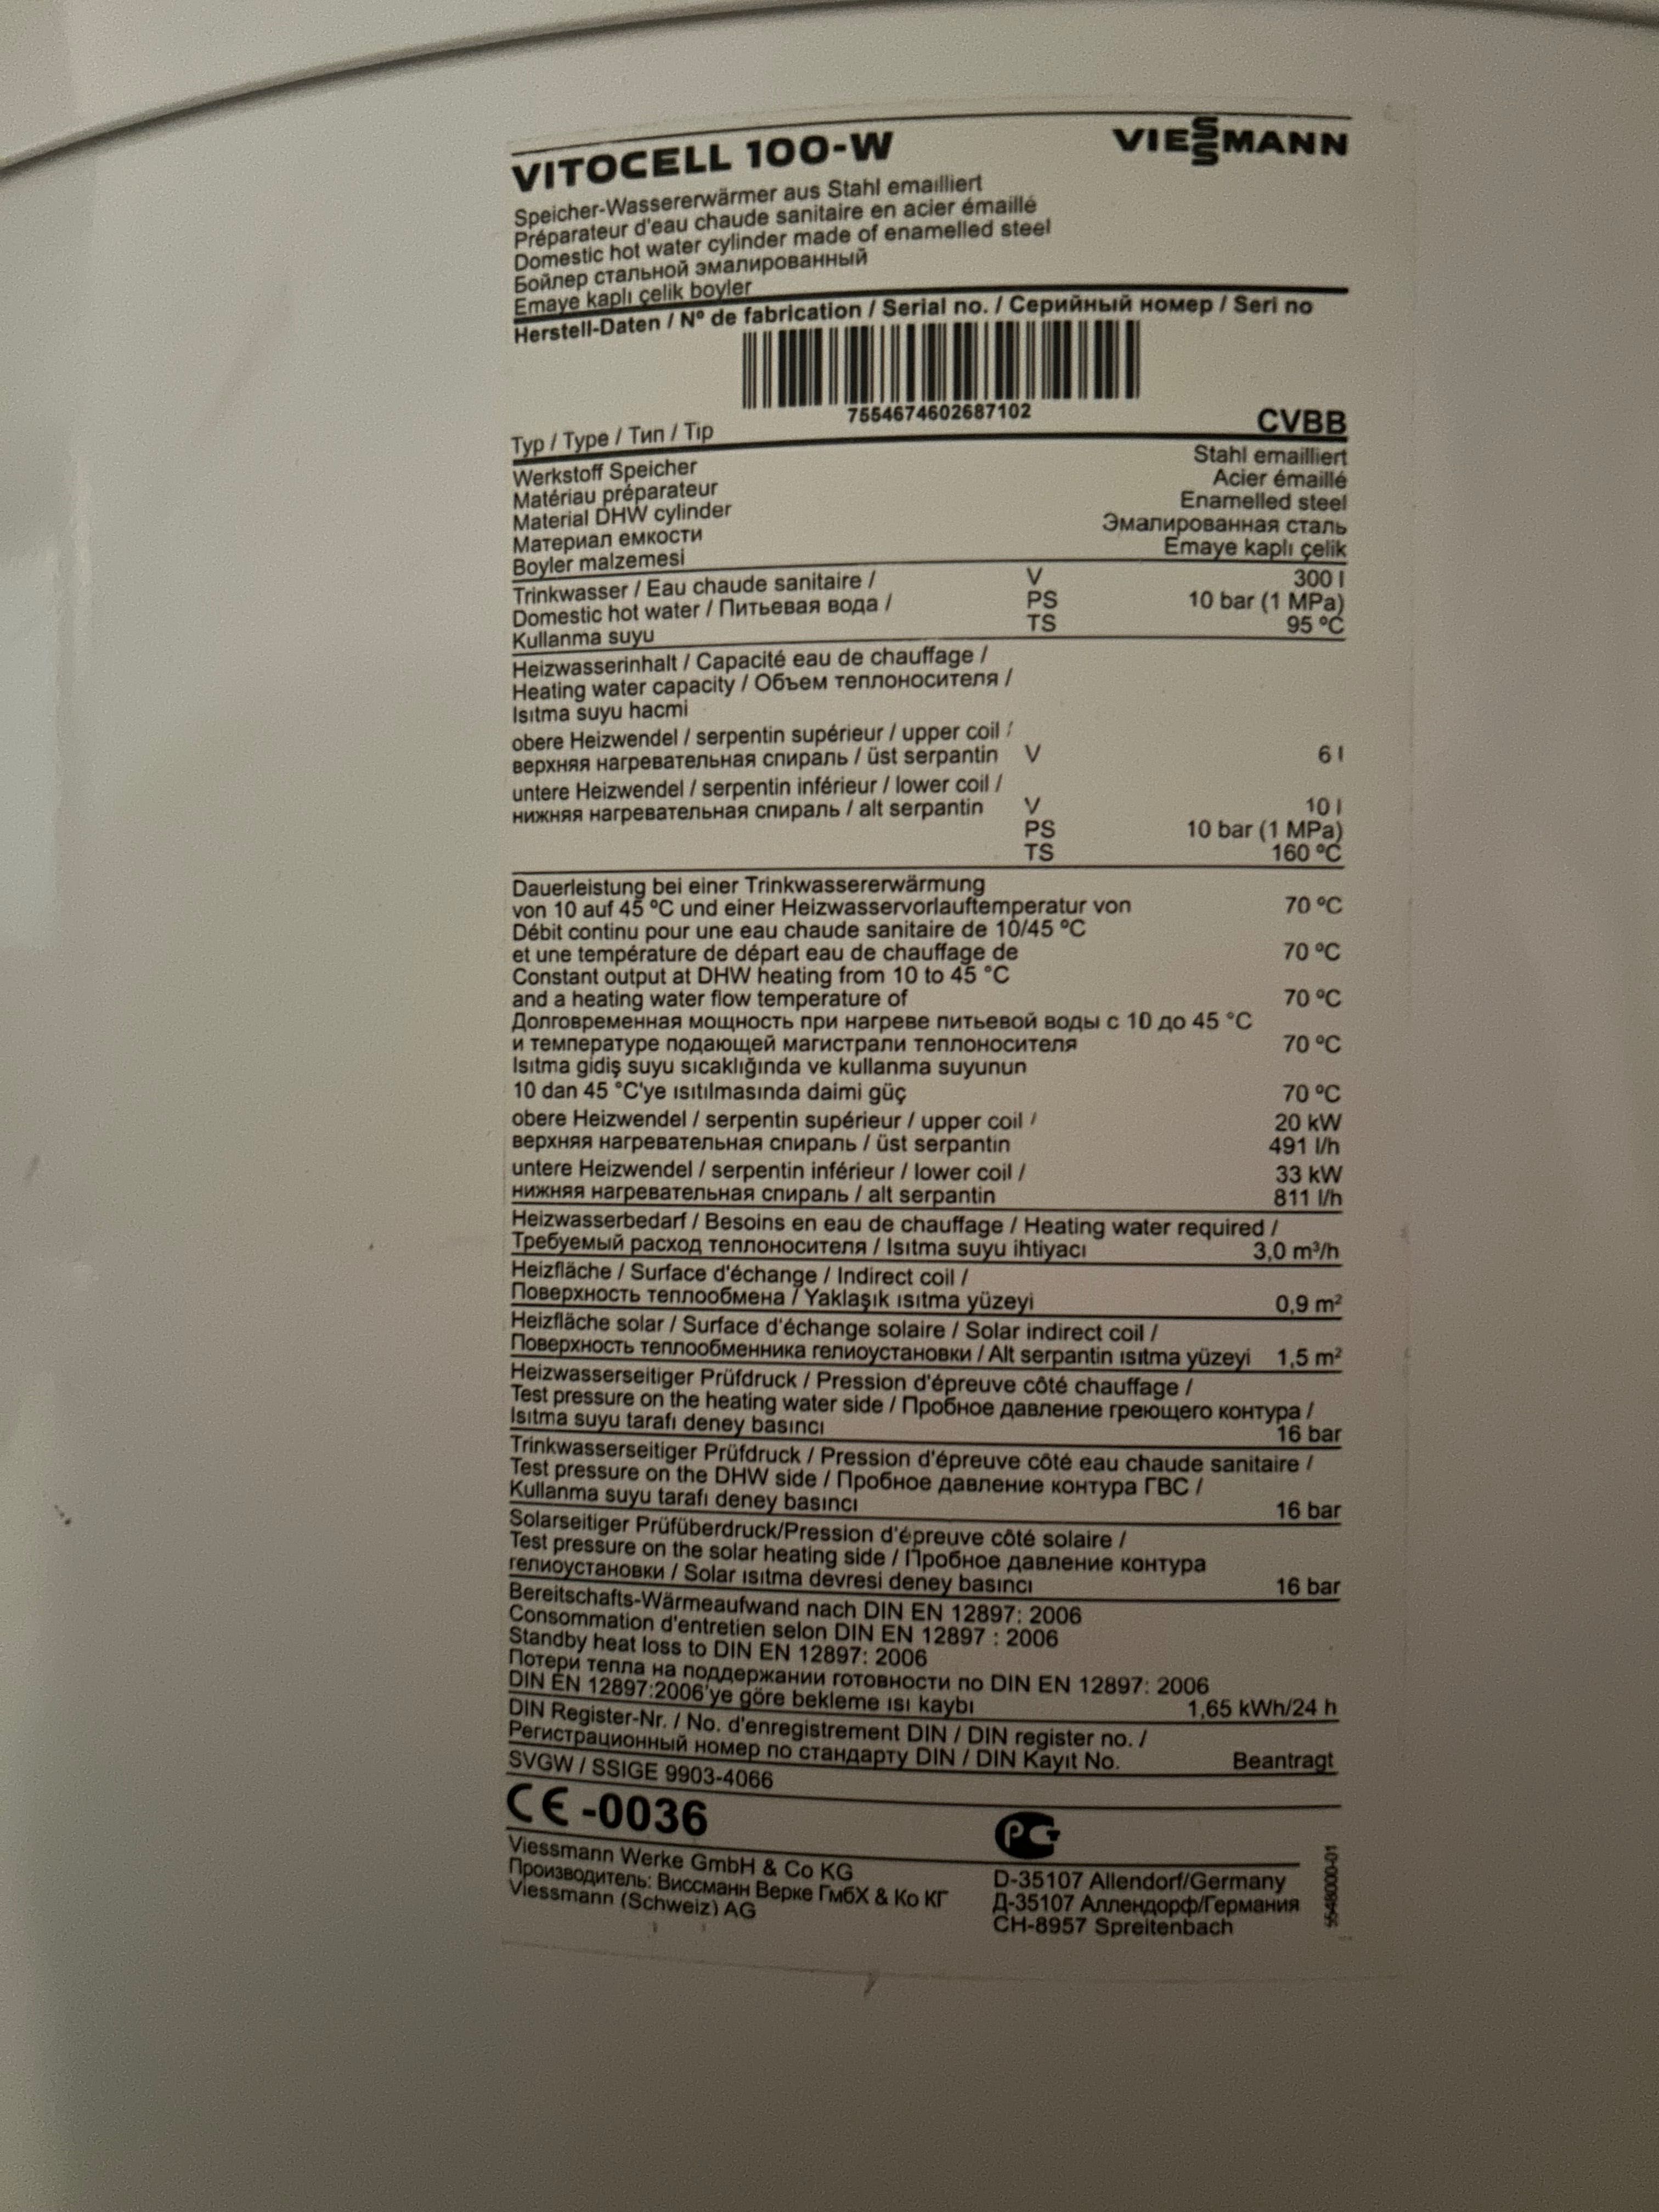 VITOCELL 100-W
VIESSMANN
Speicher-Wassererwärmer aus Stahl emailliert
Préparateur d'eau chaude sanitaire en acier émaillé
Domestic hot water cylinder made of enamelled steel
Бойлер стальной эмалированный
Emaye kaplı çelik boyler
Herstell-Daten / Nº de fabrication / Serial no. / Серийный номер / Seri no
7554674602687102
Typ / Type / Тип / Tip CVBB
Werkstoff Speicher Stahl emailliert
Matériau préparateur Acier émaillé
Material DHW cylinder Enamelled steel
Материал емкости Эмалированная сталь
Boyler malzemesi Emaye kaplı çelik
Trinkwasser / Eau chaude sanitaire / V 300 l
Domestic hot water / Питьевая вода / PS 10 bar (1 MPa)
Kullanma suyu TS 95 ºC
Heizwasserinhalt / Capacité eau de chauffage /
Heating water capacity / Объем теплоносителя /
Isıtma suyu hacmi
obere Heizwendel / serpentin supérieur / upper coil /
верхняя нагревательная спираль / üst serpantin V 6 l
untere Heizwendel / serpentin inférieur / lower coil /
нижняя нагревательная спираль / alt serpantin V 10 l
PS 10 bar (1 MPa)
TS 160 ºC
Dauerleistung bei einer Trinkwassererwärmung
von 10 auf 45 ºC und einer Heizwasservorlauftemperatur von 70 ºC
Débit continu pour une eau chaude sanitaire de 10/45 ºC
et une température de départ eau de chauffage de 70 ºC
Constant output at DHW heating from 10 to 45 °C
and a heating water flow temperature of 70 ºC
Долговременная мощность при нагреве питьевой воды с 10 до 45 °C
и температуре подающей магистрали теплоносителя 70 ºC
Isıtma gidiş suyu sıcaklığında ve kullanma suyunun
10 dan 45 °C'ye ısıtılmasında daimi güç 70 ºC
obere Heizwendel / serpentin supérieur / upper coil / 20 kW
верхняя нагревательная спираль / üst serpantin 491 l/h
untere Heizwendel / serpentin inférieur / lower coil / 33 kW
нижняя нагревательная спираль / alt serpantin 811 l/h
Heizwasserbedarf / Besoins en eau de chauffage / Heating water required /
Требуемый расход теплоносителя / Isıtma suyu ihtiyacı 3,0 m³/h
Heizfläche / Surface d'échange / Indirect coil /
Поверхность теплообмена / Yaklaşık ısıtma yüzeyi 0,9 m²
Heizfläche solar / Surface d'échange solaire / Solar indirect coil /
Поверхность теплообменника гелиоустановки / Alt serpantin ısıtma yüzeyi 1,5 m²
Heizwasserseitiger Prüfdruck / Pression d'épreuve côté chauffage /
Test pressure on the heating water side / Пробное давление греющего контура /
Isıtma suyu tarafı deney basıncı 16 bar
Trinkwasserseitiger Prüfdruck / Pression d'épreuve côté eau chaude sanitaire /
Test pressure on the DHW side / Пробное давление контура ГВС /
Kullanma suyu tarafı deney basıncı 16 bar
Solarseitiger Prüfüberdruck/Pression d'épreuve côté solaire /
Test pressure on the solar heating side / Пробное давление контура
гелиоустановки / Solar ısıtma devresi deney basıncı 16 bar
Bereitschafts-Wärmeaufwand nach DIN EN 12897: 2006
Consommation d'entretien selon DIN EN 12897 : 2006
Standby heat loss to DIN EN 12897: 2006
Потери тепла на поддержании готовности по DIN EN 12897: 2006
DIN EN 12897:2006'ye göre bekleme ısı kaybı 1,65 kWh/24 h
DIN Register-Nr. / No. d'enregistrement DIN / DIN register no. /
Регистрационный номер по стандарту DIN / DIN Kayıt No. Beantragt
SVGW / SSIGE 9903-4066
CE -0036
PC
Viessmann Werke GmbH & Co KG D-35107 Allendorf/Germany
Производитель: Виссманн Верке ГмбХ & Ко КГ Д-35107 Аллендорф/Германия
Viessmann (Schweiz) AG CH-8957 Spreitenbach
5548000-01